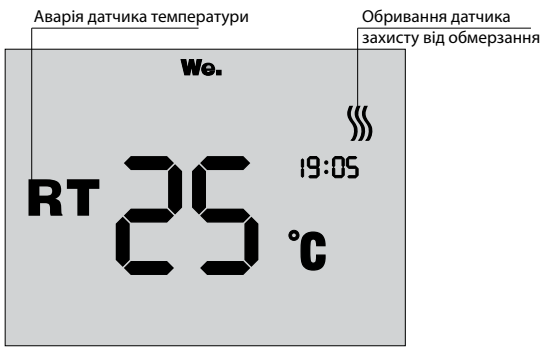 Аварія датчика температури
Обривання датчика
захисту від обмерзання
We.
19:05
RT 25 °C